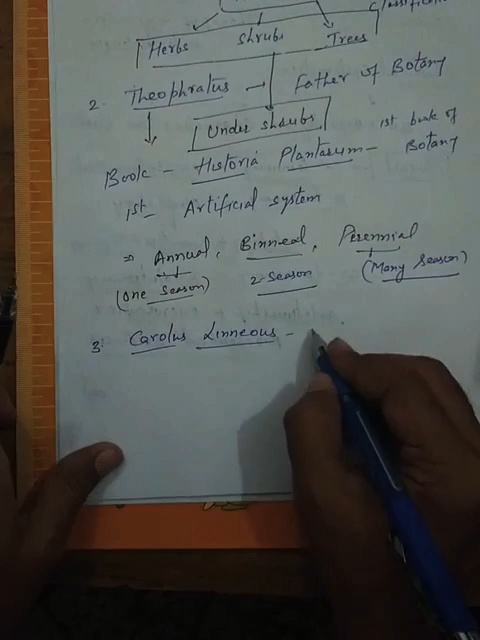 Herbs Shrubs Trees
2. Theophratus → Father of Botany
Under shrubs
Book - Historia Plantarum - 1st book of Botany
1st Artificial system
⇒ Annual, Binneal, Perennial
(One Season) 2-Season (Many Season)
3. Carolus Linneous -